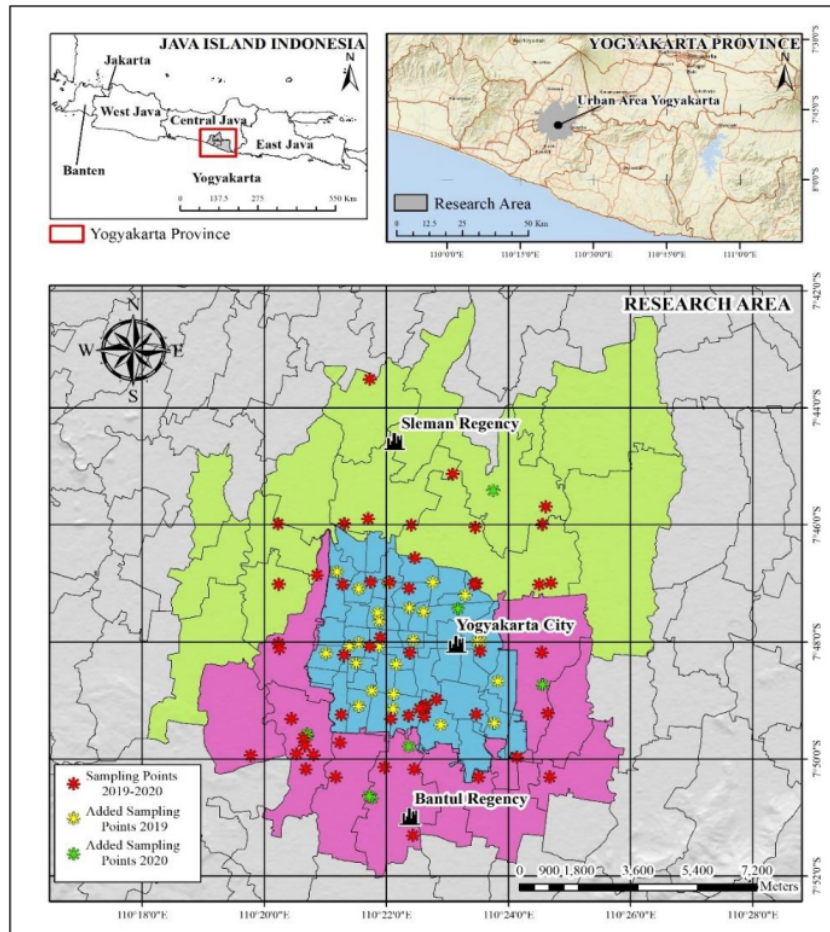 JAVA ISLAND INDONESIA
Jakarta
West Java
Central Java
East Java
Banten
Yogyakarta
0 137.5 275 550 Km
Yogyakarta Province
YOGYAKARTA PROVINCE
Urban Area Yogyakarta
Research Area
0 12.5 25 50 Km
7°30'0"S
7°45'0"S
8°0'0"S
110°0'0"E 110°15'0"E 110°30'0"E 110°45'0"E 111°0'0"E
RESEARCH AREA
N
W E
S
Sleman Regency
Yogyakarta City
Bantul Regency
Sampling Points
2019-2020
Added Sampling
Points 2019
Added Sampling
Points 2020
0 900 1,800 3,600 5,400 7,200
Meters
7°42'0"S
7°44'0"S
7°46'0"S
7°48'0"S
7°50'0"S
7°52'0"S
110°18'0"E 110°20'0"E 110°22'0"E 110°24'0"E 110°26'0"E 110°28'0"E